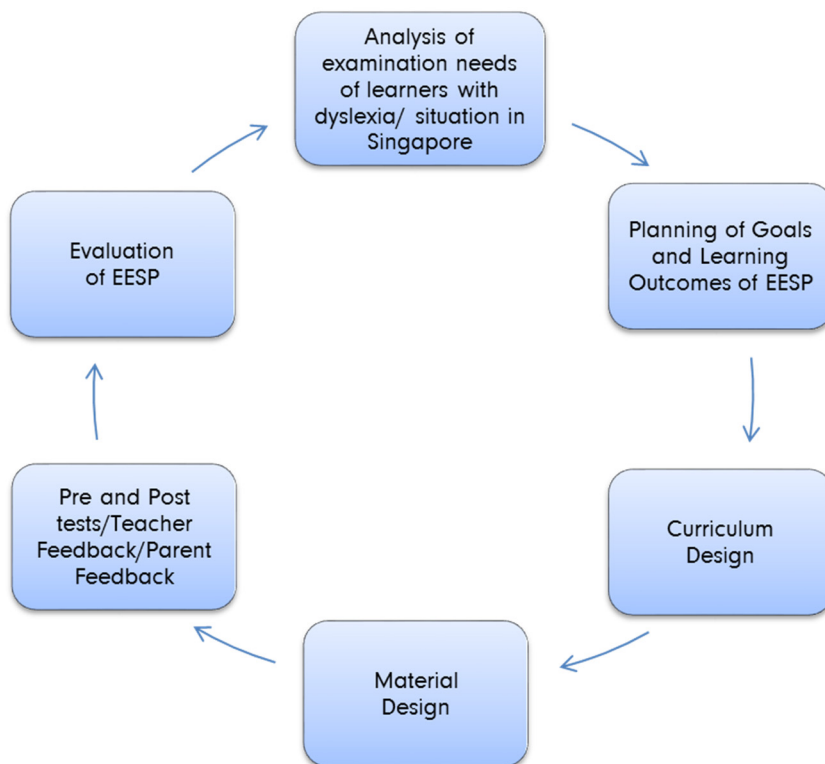 Analysis of
examination needs
of learners with
dyslexia/ situation in
Singapore
Planning of Goals
and Learning
Outcomes of EESP
Curriculum
Design
Material
Design
Pre and Post
tests/Teacher
Feedback/Parent
Feedback
Evaluation
of EESP